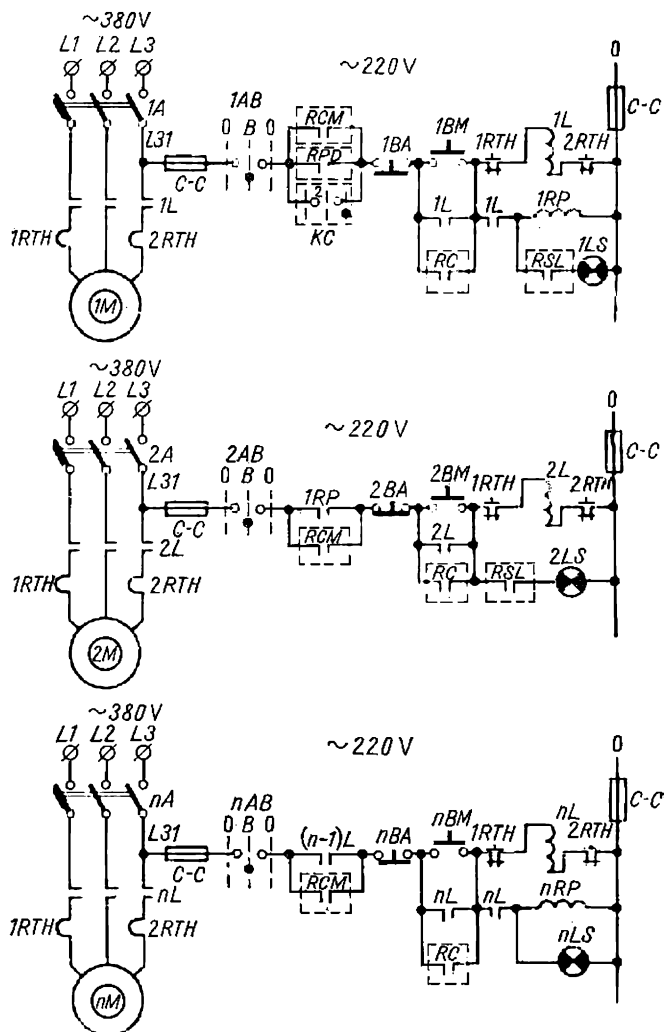 ~380V
L1 L2 L3 0
~220V
1A 1AB C-C
0 B 0 RCM 1BM 1L
L31 RPD 1BA 1RTH 2RTH
C-C 2
1L KC 1L 1L 1RP
1RTH 2RTH RC RSL 1LS
1M
~380V
L1 L2 L3 0
~220V
2A 2AB C-C
0 B 0 1RP 2BA 2BM 1RTH 2L 2RTH
L31
C-C RCM
2L 2L 2LS
1RTH 2RTH RC RSL
2M
~380V
L1 L2 L3 0
~220V
nA nAB C-C
0 B 0 (n-1)L nBA nBM 1RTH nL 2RTH
L31
C-C RCM
nL nL nL nRP
1RTH 2RTH RC nLS
nM